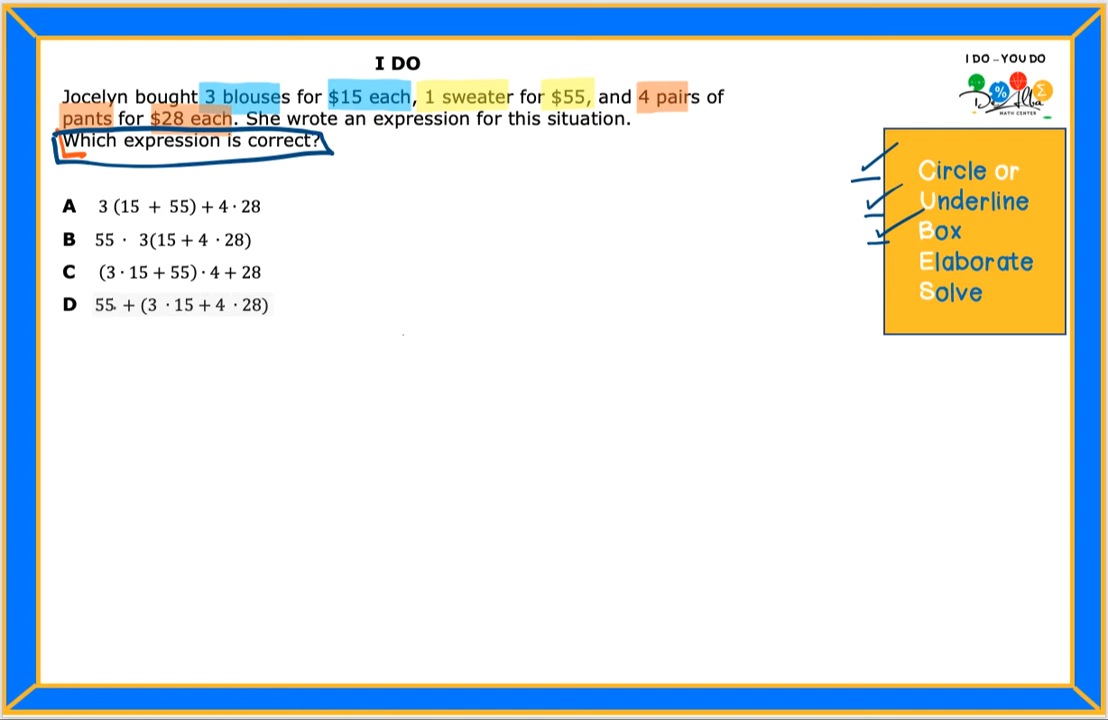 I DO
I DO – YOU DO
Jocelyn bought 3 blouses for $15 each, 1 sweater for $55, and 4 pairs of
pants for $28 each. She wrote an expression for this situation.
Which expression is correct?
A 3 (15 + 55) + 4 · 28
B 55 · 3(15 + 4 · 28)
C (3 · 15 + 55) · 4 + 28
D 55. + (3 · 15 + 4 · 28)
%
Σ
MATH CENTER
Circle or
Underline
Box
Elaborate
Solve